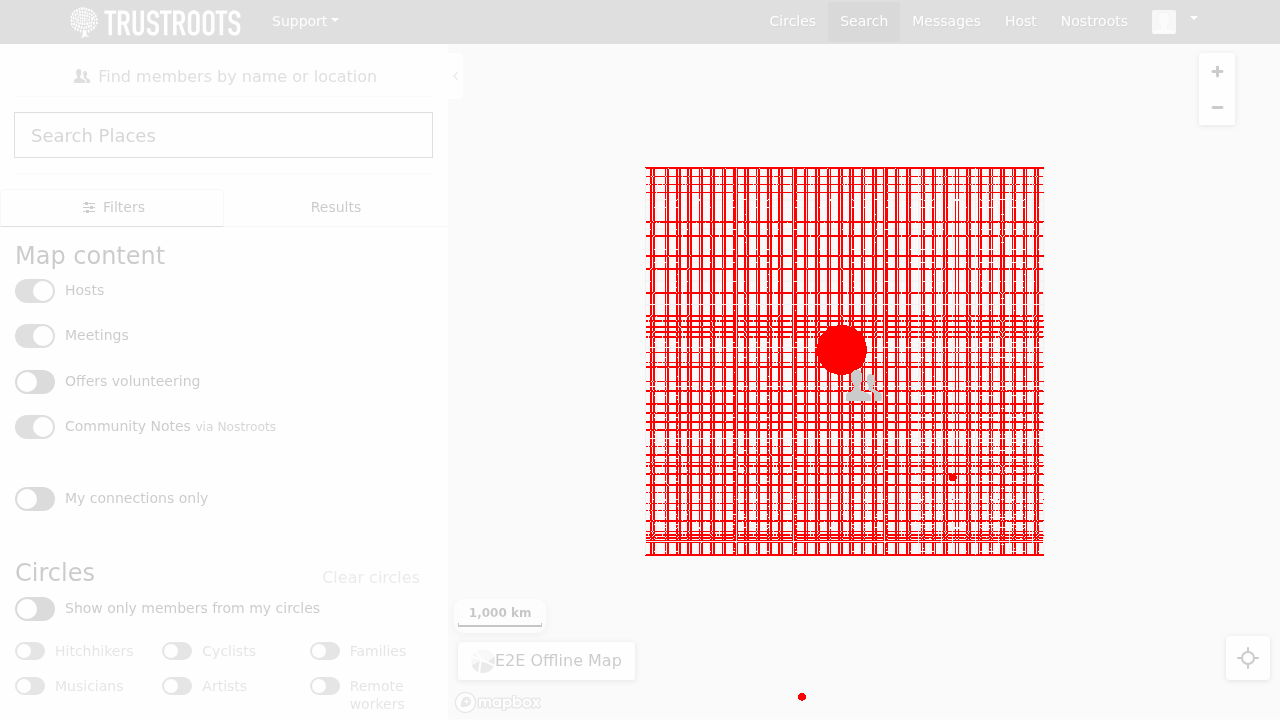 TRUSTROOTS
Support
Circles
Search
Messages
Host
Nostroots
Find members by name or location
Search Places
Filters
Results
Map content
Hosts
Meetings
Offers volunteering
Community Notes via Nostroots
My connections only
Circles
Clear circles
Show only members from my circles
Hitchhikers
Cyclists
Families
Musicians
Artists
Remote
workers
1,000 km
E2E Offline Map
mapbox